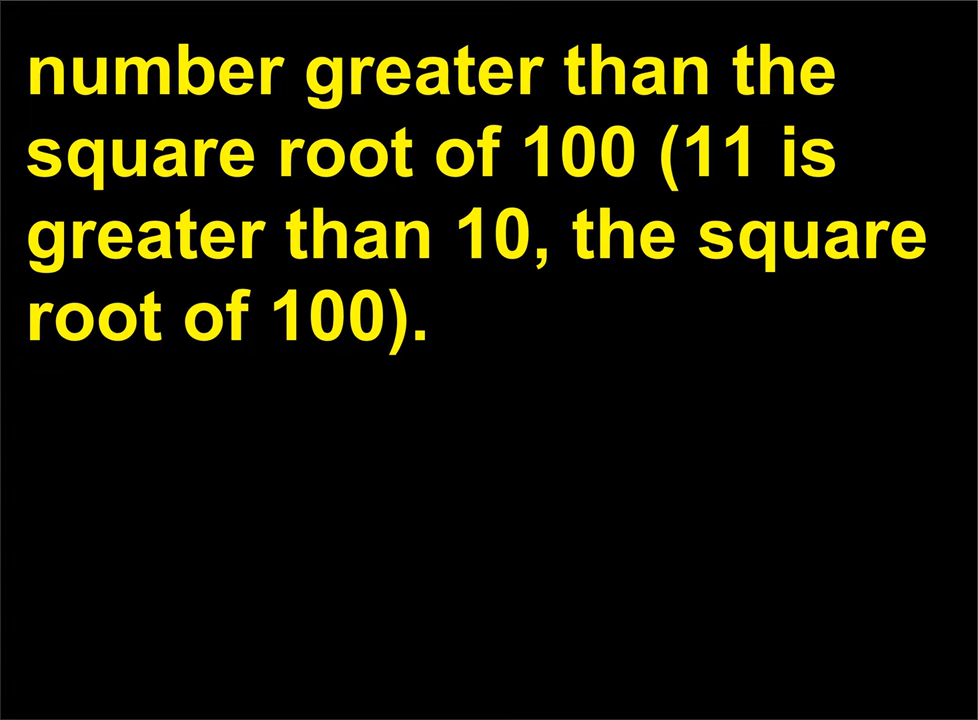 number greater than the
square root of 100 (11 is
greater than 10, the square
root of 100).